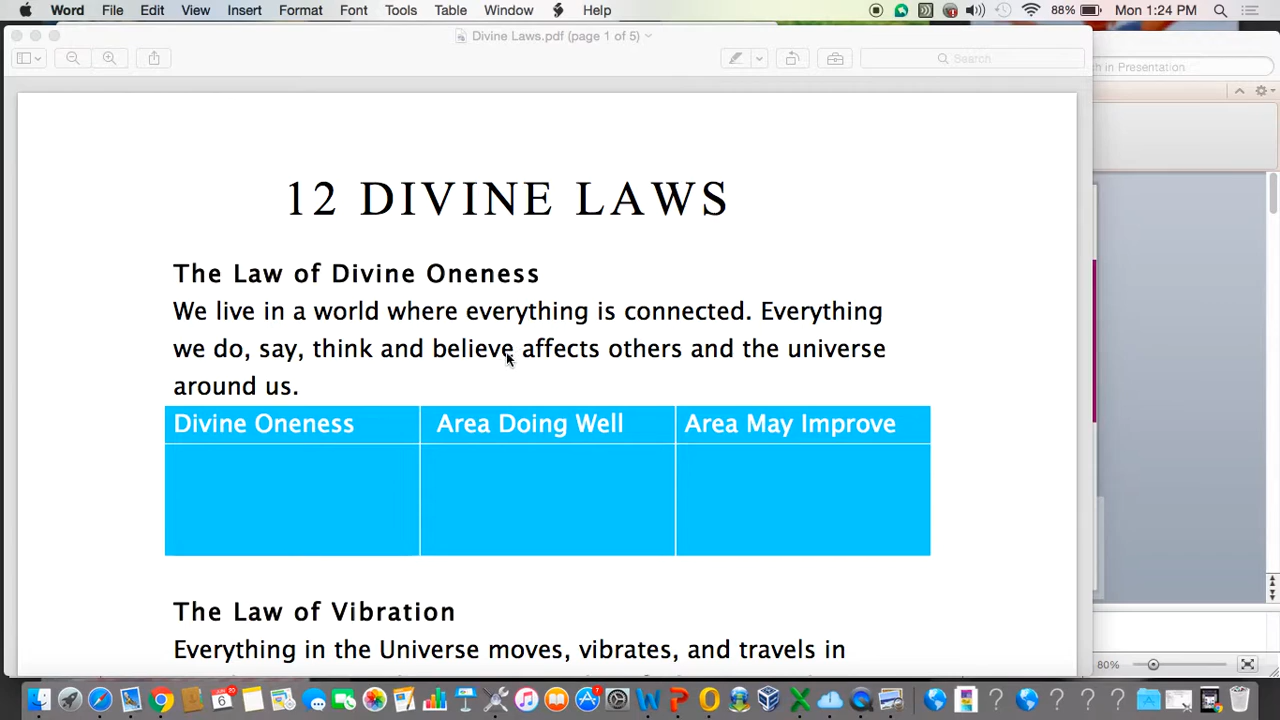 Word File Edit View Insert Format Font Tools Table Window Help 88% Mon 1:24 PM
Divine Laws.pdf (page 1 of 5)
Search
h in Presentation
12 DIVINE LAWS
The Law of Divine Oneness
We live in a world where everything is connected. Everything
we do, say, think and believe affects others and the universe
around us.
Divine Oneness Area Doing Well Area May Improve
The Law of Vibration
Everything in the Universe moves, vibrates, and travels in
80%